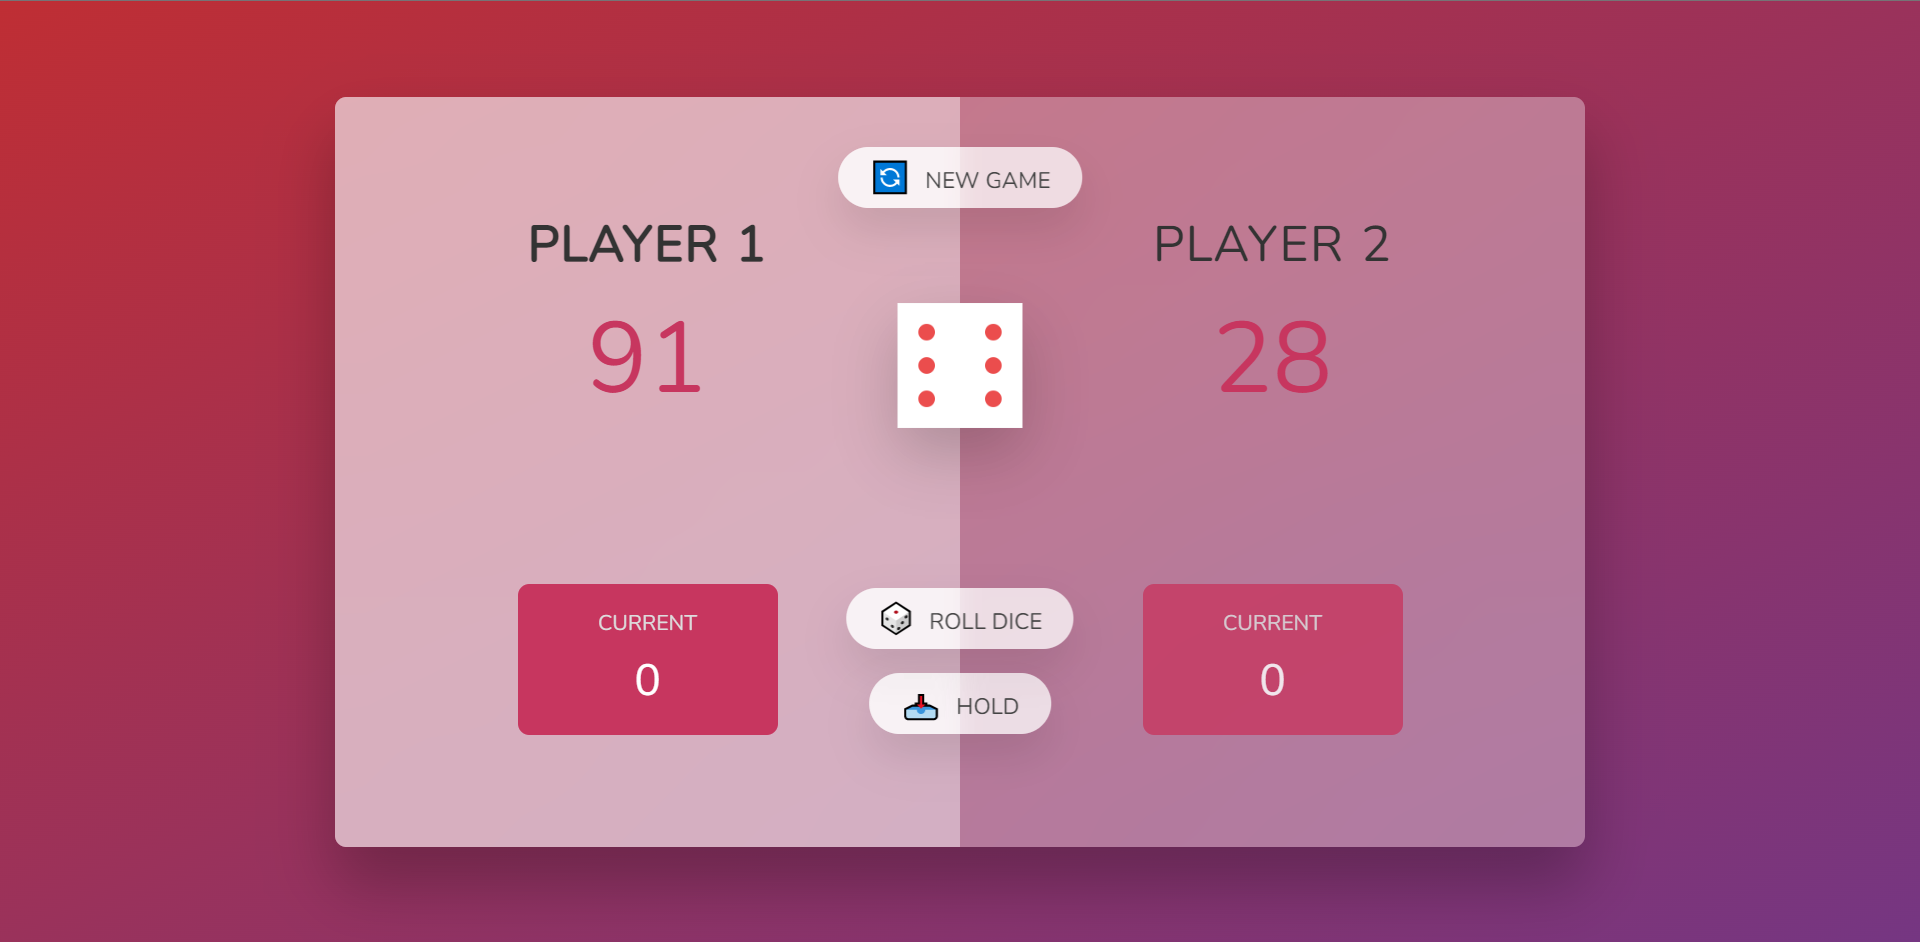 NEW GAME
PLAYER 1
91
PLAYER 2
28
CURRENT
0
ROLL DICE
HOLD
CURRENT
0